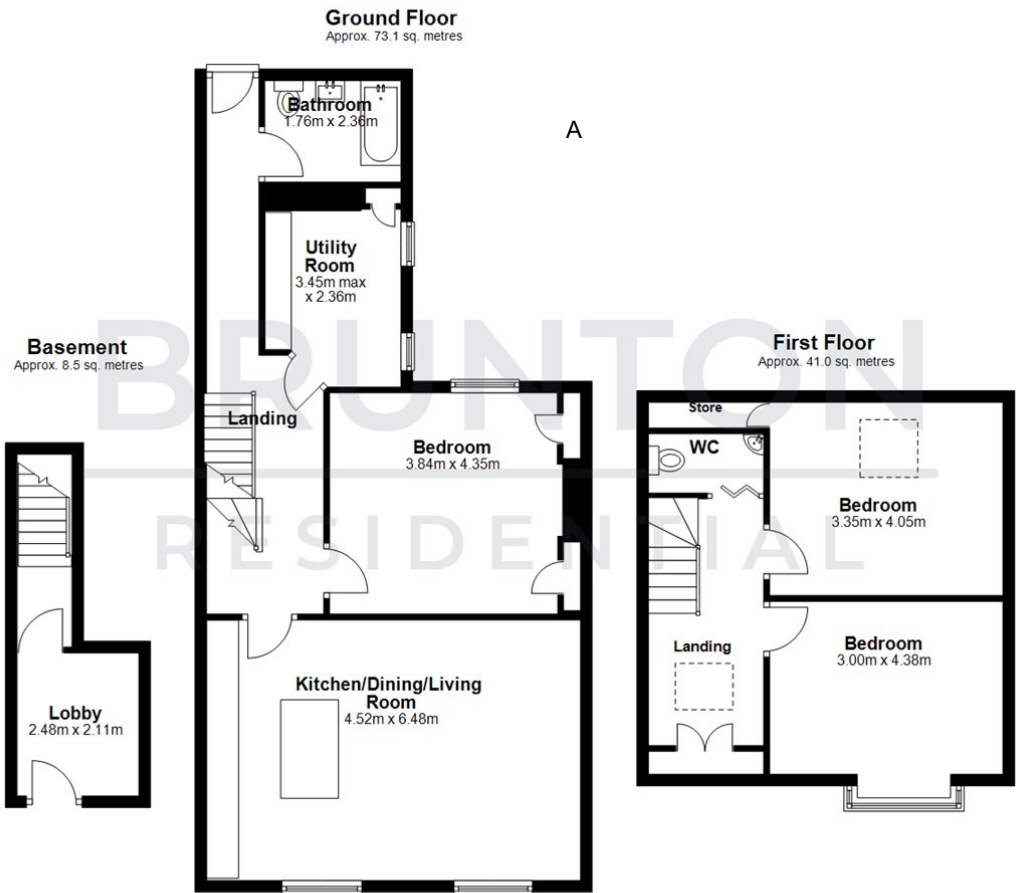 Ground Floor
Approx. 73.1 sq. metres
Bathroom
1.76m x 2.36m
A
Utility
Room
3.45m max
x 2.36m
BRUNTON
RESIDENTIAL
Basement
Approx. 8.5 sq. metres
Landing
Bedroom
3.84m x 4.35m
Lobby
2.48m x 2.11m
Kitchen/Dining/Living
Room
4.52m x 6.48m
First Floor
Approx. 41.0 sq. metres
Store
WC
Bedroom
3.35m x 4.05m
Landing
Bedroom
3.00m x 4.38m